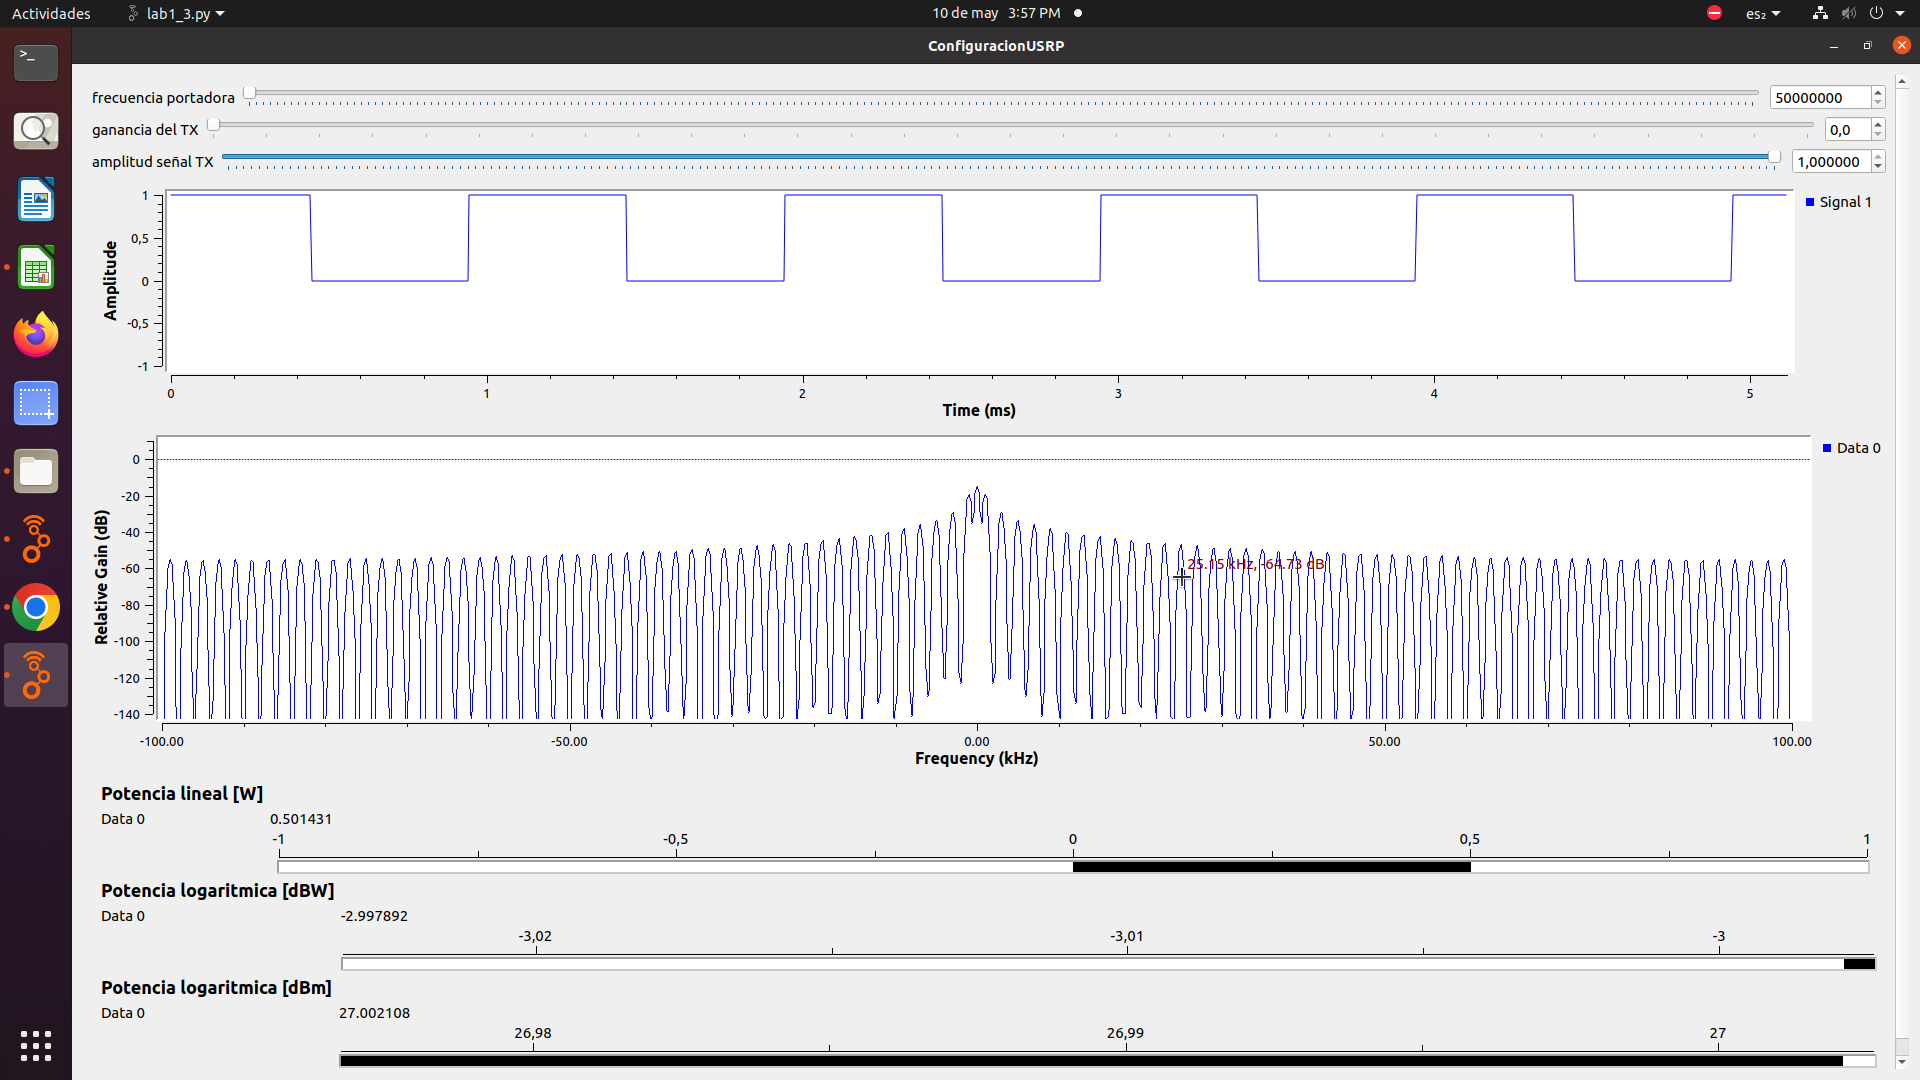 Actividades lab1_3.py 10 de may 3:57 PM es₂
ConfiguracionUSRP
frecuencia portadora 50000000
ganancia del TX 0,0
amplitud señal TX 1,000000
Signal 1
1
0,5
0
-0,5
-1
Amplitude
0 1 2 3 4 5
Time (ms)
Data 0
0
-20
-40
-60
-80
-100
-120
-140
Relative Gain (dB)
25.15 kHz, -64.73 dB
-100.00 -50.00 0.00 50.00 100.00
Frequency (kHz)
Potencia lineal [W]
Data 0 0.501431
-1 -0,5 0 0,5 1
Potencia logaritmica [dBW]
Data 0 -2.997892
-3,02 -3,01 -3
Potencia logaritmica [dBm]
Data 0 27.002108
26,98 26,99 27